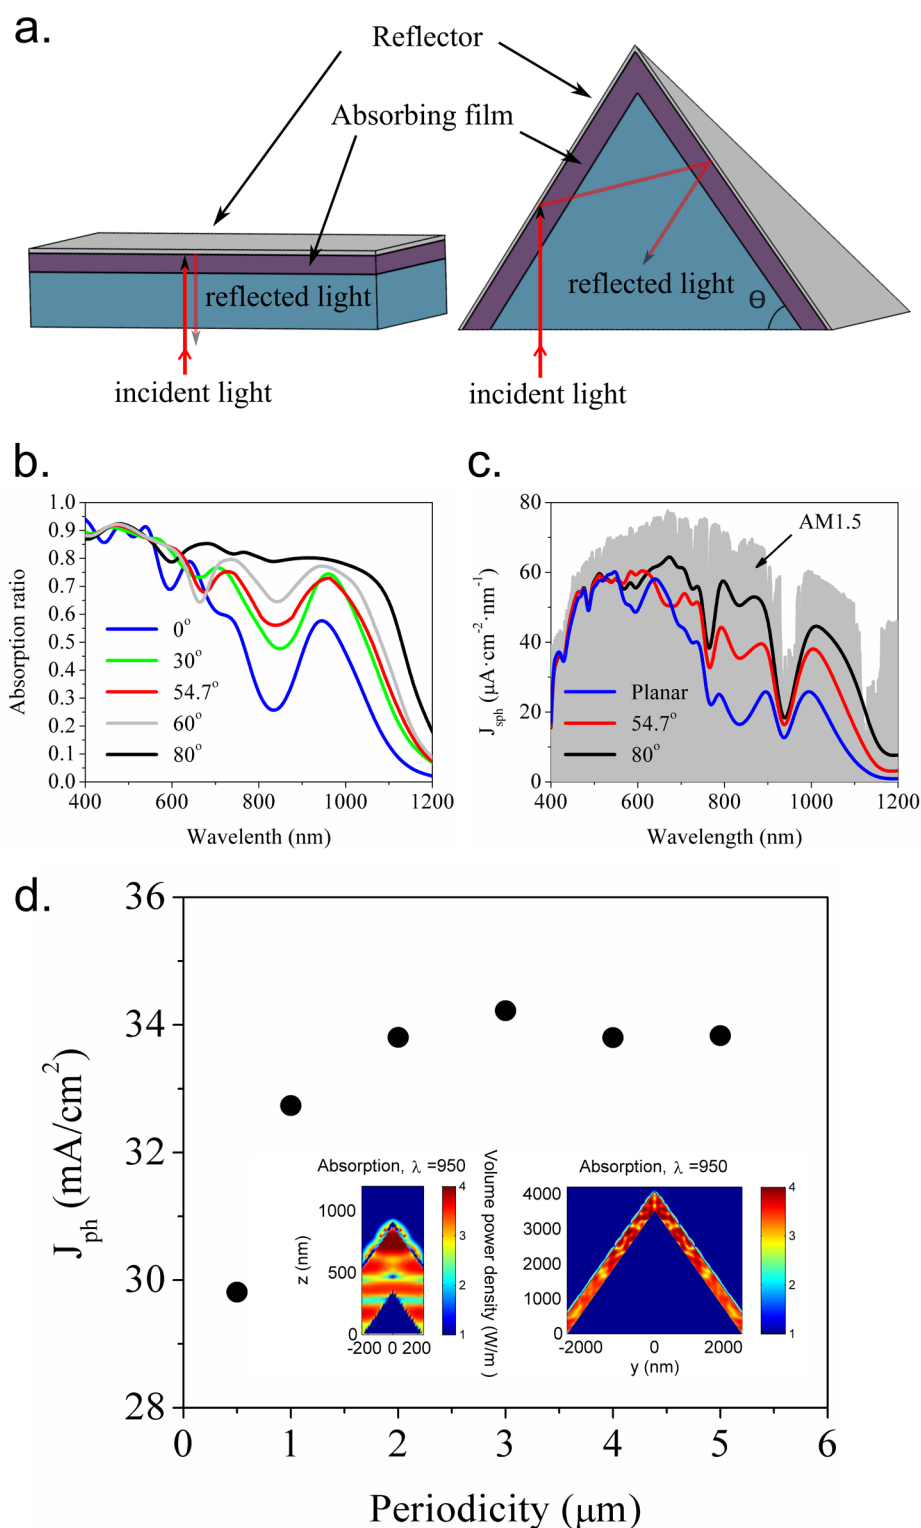 a.
Reflector
Absorbing film
reflected light
incident light
reflected light
Θ
incident light
b.
1.0
0.9
0.8
0.7
0.6
0.5
0.4
0.3
0.2
0.1
0.0
Absorption ratio
0°
30°
54.7°
60°
80°
400 600 800 1000 1200
Wavelenth (nm)
c.
80
60
40
20
0
J_sph (μA·cm⁻²·nm⁻¹)
AM1.5
Planar
54.7°
80°
400 600 800 1000 1200
Wavelength (nm)
d.
36
34
32
30
28
J_ph (mA/cm²)
Absorption, λ =950
1000
500
0
z (nm)
-200 0 200
4
3
2
1
Volume power density (W/m )
Absorption, λ =950
4000
3000
2000
1000
0
-2000 0 2000
y (nm)
4
3
2
1
0 1 2 3 4 5 6
Periodicity (μm)